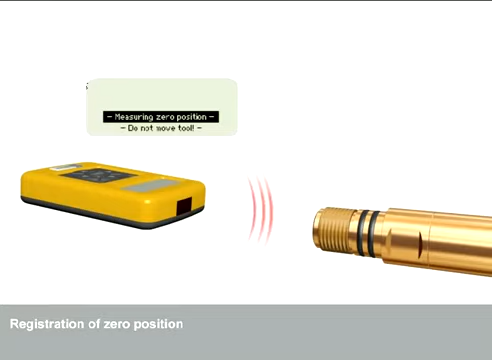 - Measuring zero position -
- Do not move tool! -
Registration of zero position